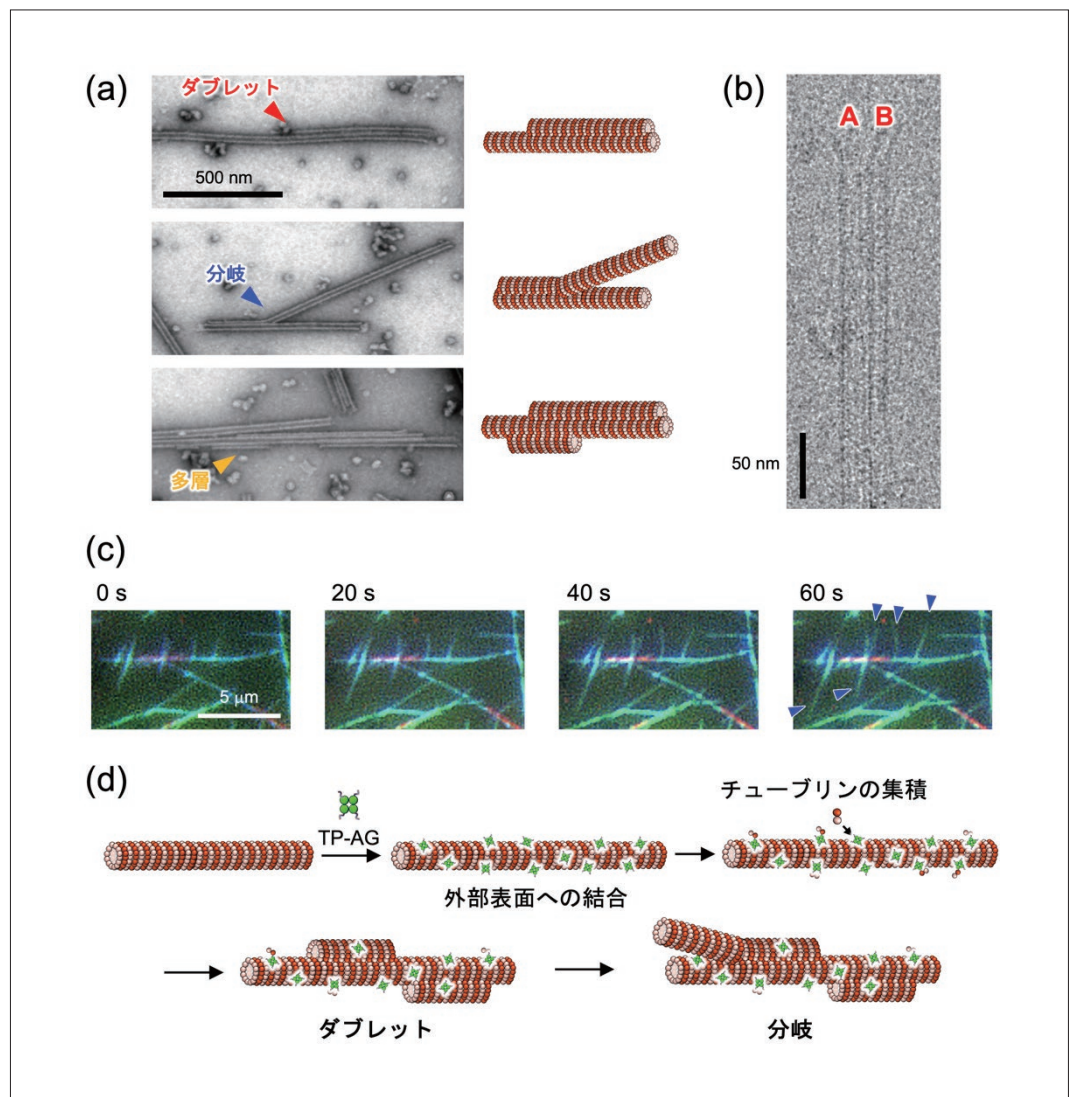 (a)
ダブレット
500 nm
分岐
多層
(b)
A B
50 nm
(c)
0 s
20 s
40 s
60 s
5 μm
(d)
TP-AG
外部表面への結合
チューブリンの集積
ダブレット
分岐